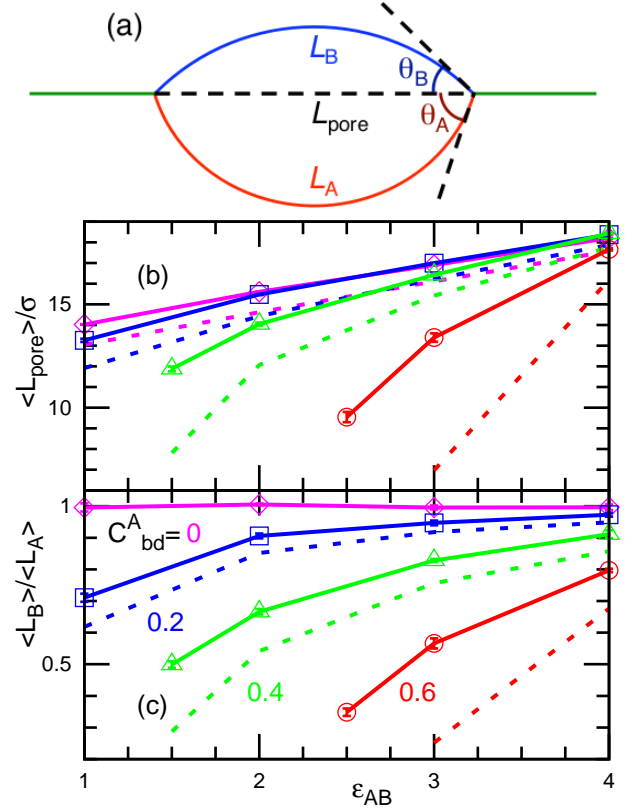 (a)
L_B
θ_B
L_pore
θ_A
L_A
(b)
<L_pore>/σ
15
10
(c)
<L_B>/<L_A>
1
0.5
C^A_bd= 0
0.2
0.4
0.6
1 2 3 4
ε_AB